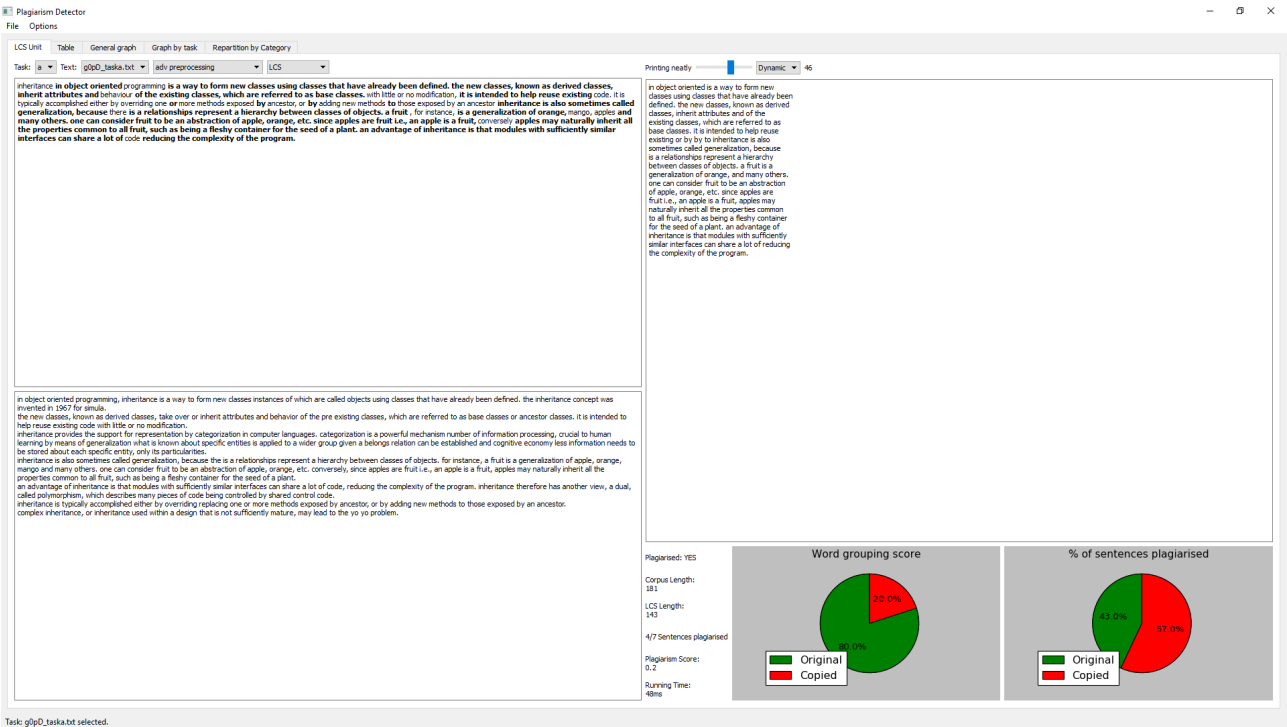 Plagiarism Detector
File Options
LCS Unit Table General graph Graph by task Repartition by Category
Task: a Text: g0pD_taska.txt adv preprocessing LCS
inheritance in object oriented programming is a way to form new classes using classes that have already been defined. the new classes, known as derived classes,
inherit attributes and behaviour of the existing classes, which are referred to as base classes. with little or no modification, it is intended to help reuse existing code. it is
typically accomplished either by overriding one or more methods exposed by ancestor, or by adding new methods to those exposed by an ancestor inheritance is also sometimes called
generalization, because there is a relationships represent a hierarchy between classes of objects. a fruit , for instance, is a generalization of orange, mango, apples and
many others. one can consider fruit to be an abstraction of apple, orange, etc. since apples are fruit i.e., an apple is a fruit, conversely apples may naturally inherit all
the properties common to all fruit, such as being a fleshy container for the seed of a plant. an advantage of inheritance is that modules with sufficiently similar
interfaces can share a lot of code reducing the complexity of the program.
in object oriented programming, inheritance is a way to form new classes instances of which are called objects using classes that have already been defined. the inheritance concept was
invented in 1967 for simula.
the new classes, known as derived classes, take over or inherit attributes and behavior of the pre existing classes, which are referred to as base classes or ancestor classes. it is intended to
help reuse existing code with little or no modification.
inheritance provides the support for representation by categorization in computer languages. categorization is a powerful mechanism number of information processing, crucial to human
learning by means of generalization what is known about specific entities is applied to a wider group given a belongs relation can be established and cognitive economy less information needs to
be stored about each specific entity, only its particularities.
inheritance is also sometimes called generalization, because the is a relationships represent a hierarchy between classes of objects. for instance, a fruit is a generalization of apple, orange,
mango and many others. one can consider fruit to be an abstraction of apple, orange, etc. conversely, since apples are fruit i.e., an apple is a fruit, apples may naturally inherit all the
properties common to all fruit, such as being a fleshy container for the seed of a plant.
an advantage of inheritance is that modules with sufficiently similar interfaces can share a lot of code, reducing the complexity of the program. inheritance therefore has another view, a dual,
called polymorphism, which describes many pieces of code being controlled by shared control code.
inheritance is typically accomplished either by overriding replacing one or more methods exposed by ancestor, or by adding new methods to those exposed by an ancestor.
complex inheritance, or inheritance used within a design that is not sufficiently mature, may lead to the yo yo problem.
Printing neatly Dynamic 46
in object oriented is a way to form new
classes using classes that have already been
defined. the new classes, known as derived
classes, inherit attributes and of the
existing classes, which are referred to as
base classes. it is intended to help reuse
existing or by by to inheritance is also
sometimes called generalization, because
is a relationships represent a hierarchy
between classes of objects. a fruit is a
generalization of orange, and many others.
one can consider fruit to be an abstraction
of apple, orange, etc. since apples are
fruit i.e., an apple is a fruit, apples may
naturally inherit all the properties common
to all fruit, such as being a fleshy container
for the seed of a plant. an advantage of
inheritance is that modules with sufficiently
similar interfaces can share a lot of reducing
the complexity of the program.
Plagiarised: YES
Corpus Length:
181
LCS Length:
143
4/7 Sentences plagiarised
Plagiarism Score:
0.2
Running Time:
48ms
Word grouping score
20.0%
80.0%
Original
Copied
% of sentences plagiarised
43.0%
57.0%
Original
Copied
Task: g0pD_taska.txt selected.